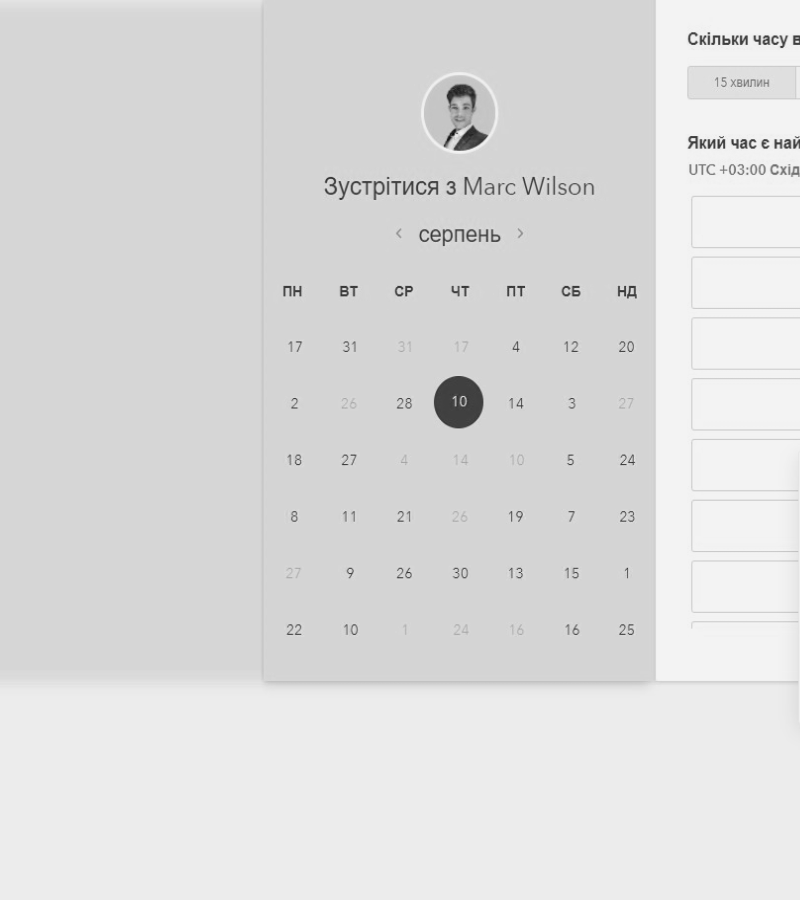 Зустрітися з Marc Wilson
‹ серпень ›
ПН ВТ СР ЧТ ПТ СБ НД
17 31 31 17 4 12 20
2 26 28 10 14 3 27
18 27 4 14 10 5 24
8 11 21 26 19 7 23
27 9 26 30 13 15 1
22 10 1 24 16 16 25
Скільки часу в
15 хвилин
Який час є най
UTC +03:00 Схід